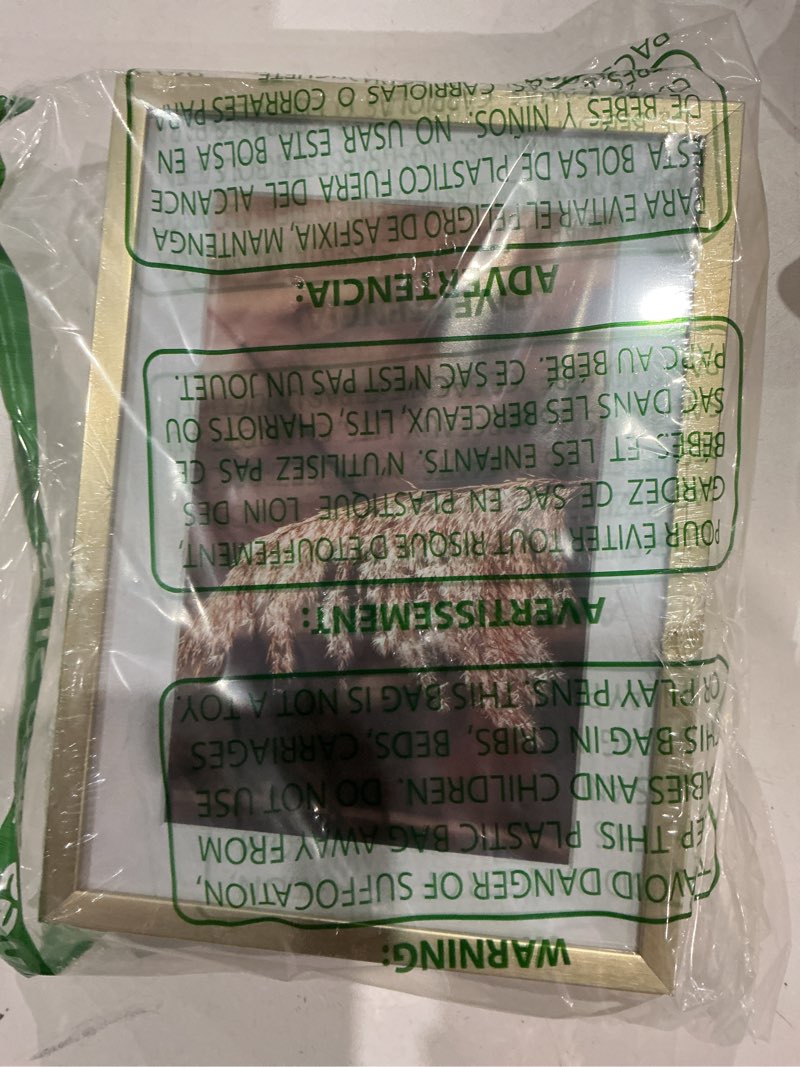 WARNING:
AVOID DANGER OF SUFFOCATION,
THIS PLASTIC BAG AWAY FROM
AND CHILDREN. DO NOT USE
THIS BAG IN CRIBS, BEDS, CARRIAGES
OR PLAY PENS. THIS BAG IS NOT A TOY.
AVERTISSEMENT:
POUR ÉVITER TOUT RISQUE D'ÉTOUFFEMENT,
GARDEZ CE SAC EN PLASTIQUE LOIN DES
BÉBÉS ET LES ENFANTS. N'UTILISEZ PAS CE
SAC DANS LES BERCEAUX, LITS, CHARIOTS OU
PARC AU BÉBÉ. CE SAC N'EST PAS UN JOUET.
ADVERTENCIA:
PARA EVITAR EL PELIGRO DE ASFIXIA, MANTENGA
ESTA BOLSA DE PLASTICO FUERA DEL ALCANCE
DE BEBÉS Y NIÑOS. NO USAR ESTA BOLSA EN
CARRIOLAS O CORRALES PARA